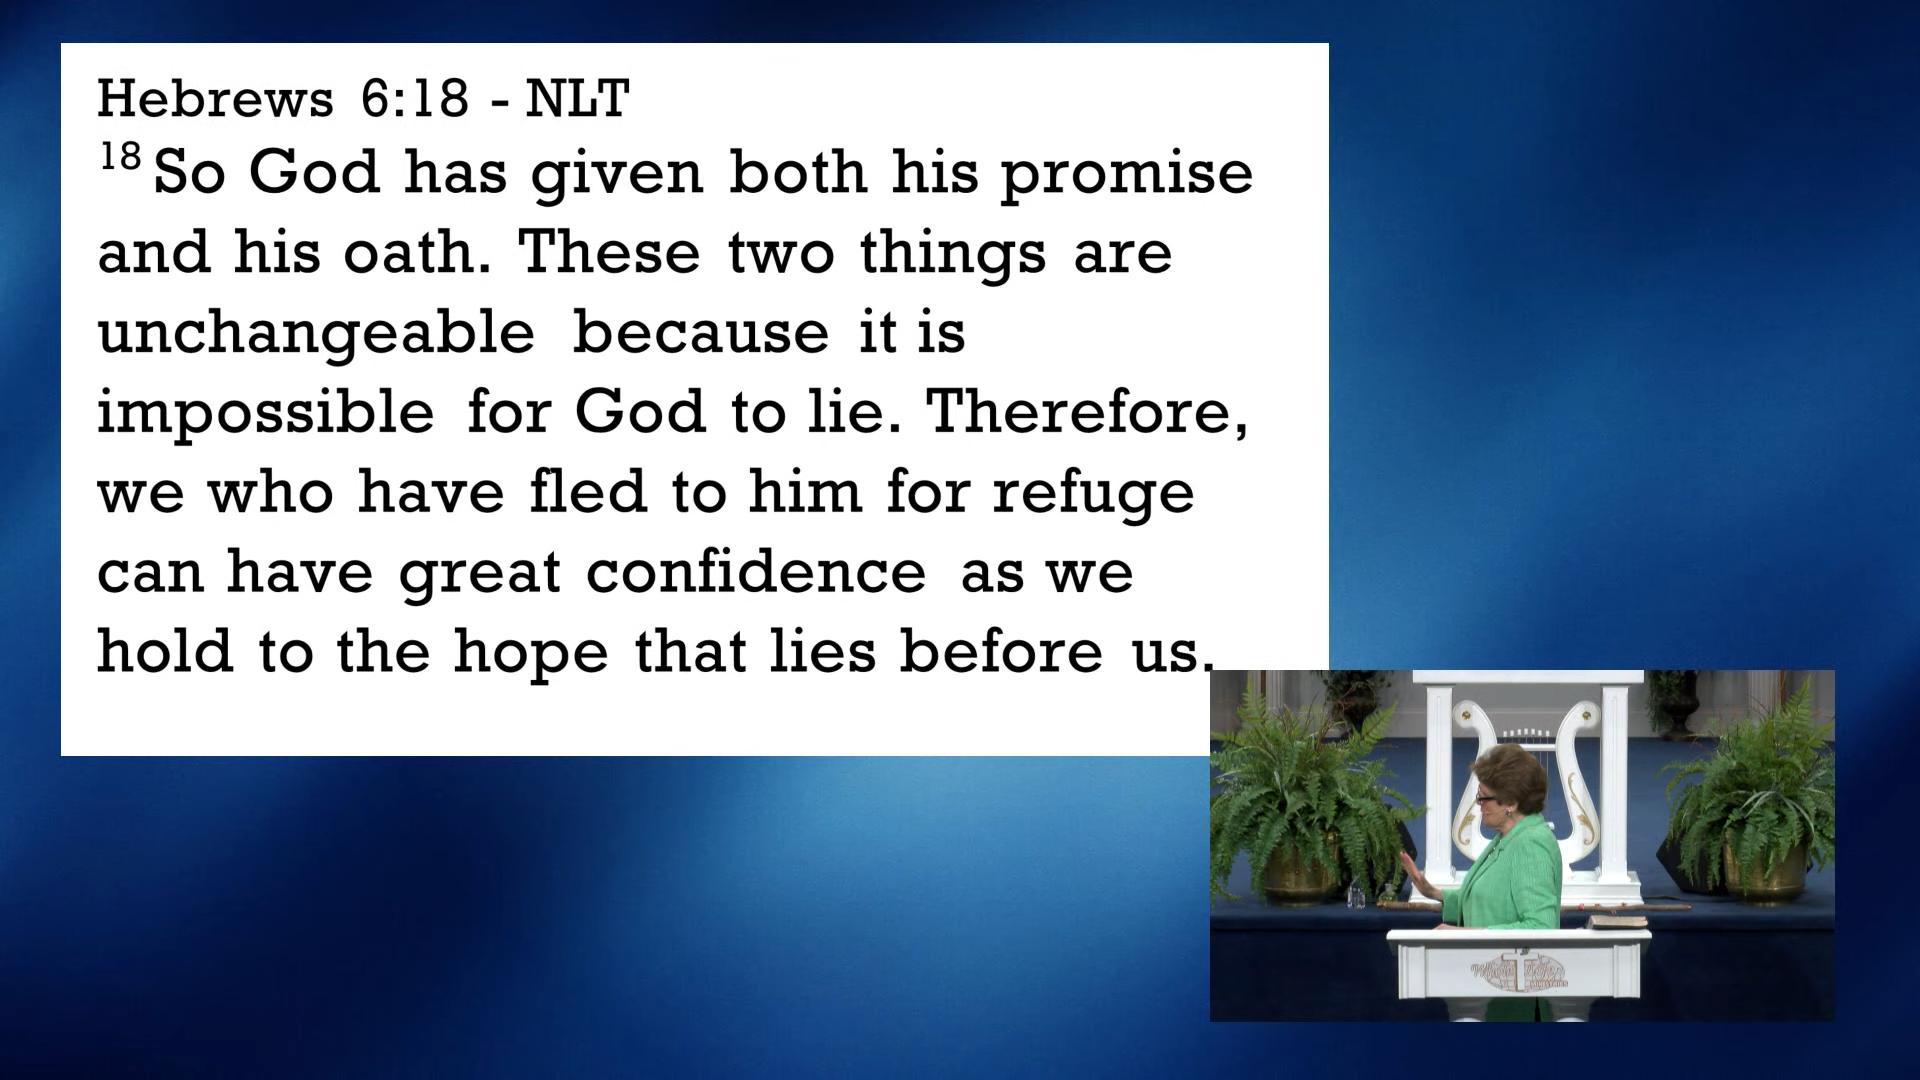 Hebrews 6:18 - NLT
18 So God has given both his promise
and his oath. These two things are
unchangeable because it is
impossible for God to lie. Therefore,
we who have fled to him for refuge
can have great confidence as we
hold to the hope that lies before us.